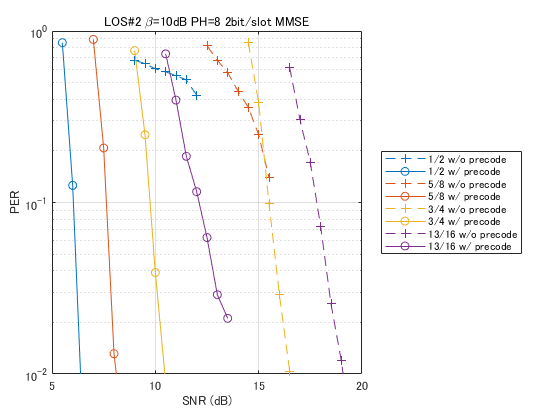 LOS#2 β=10dB PH=8 2bit/slot MMSE
PER
10^0
10^-1
10^-2
5 10 15 20
SNR (dB)
1/2 w/o precode
1/2 w/ precode
5/8 w/o precode
5/8 w/ precode
3/4 w/o precode
3/4 w/ precode
13/16 w/o precode
13/16 w/ precode